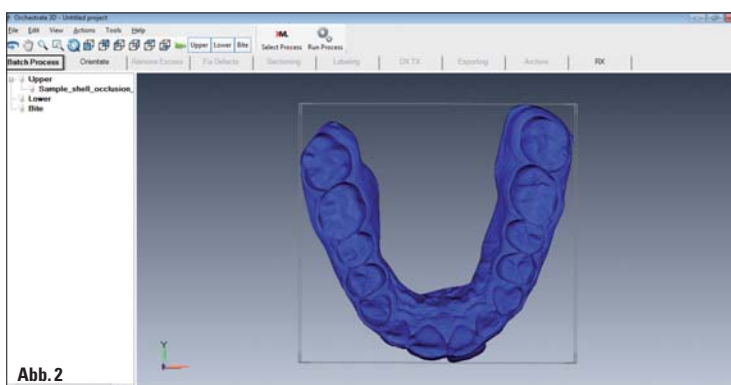 Orchestrate 3D - Untitled project
File Edit View Actions Tools Help
Upper Lower Bite
XML
Select Process Run Process
Batch Process Orientate Remove Excess Fix Defects Sectioning Labeling DX TX Exporting Archive RX
Upper
Sample_shell_occlusion_
Lower
Bite
Y
Abb. 2